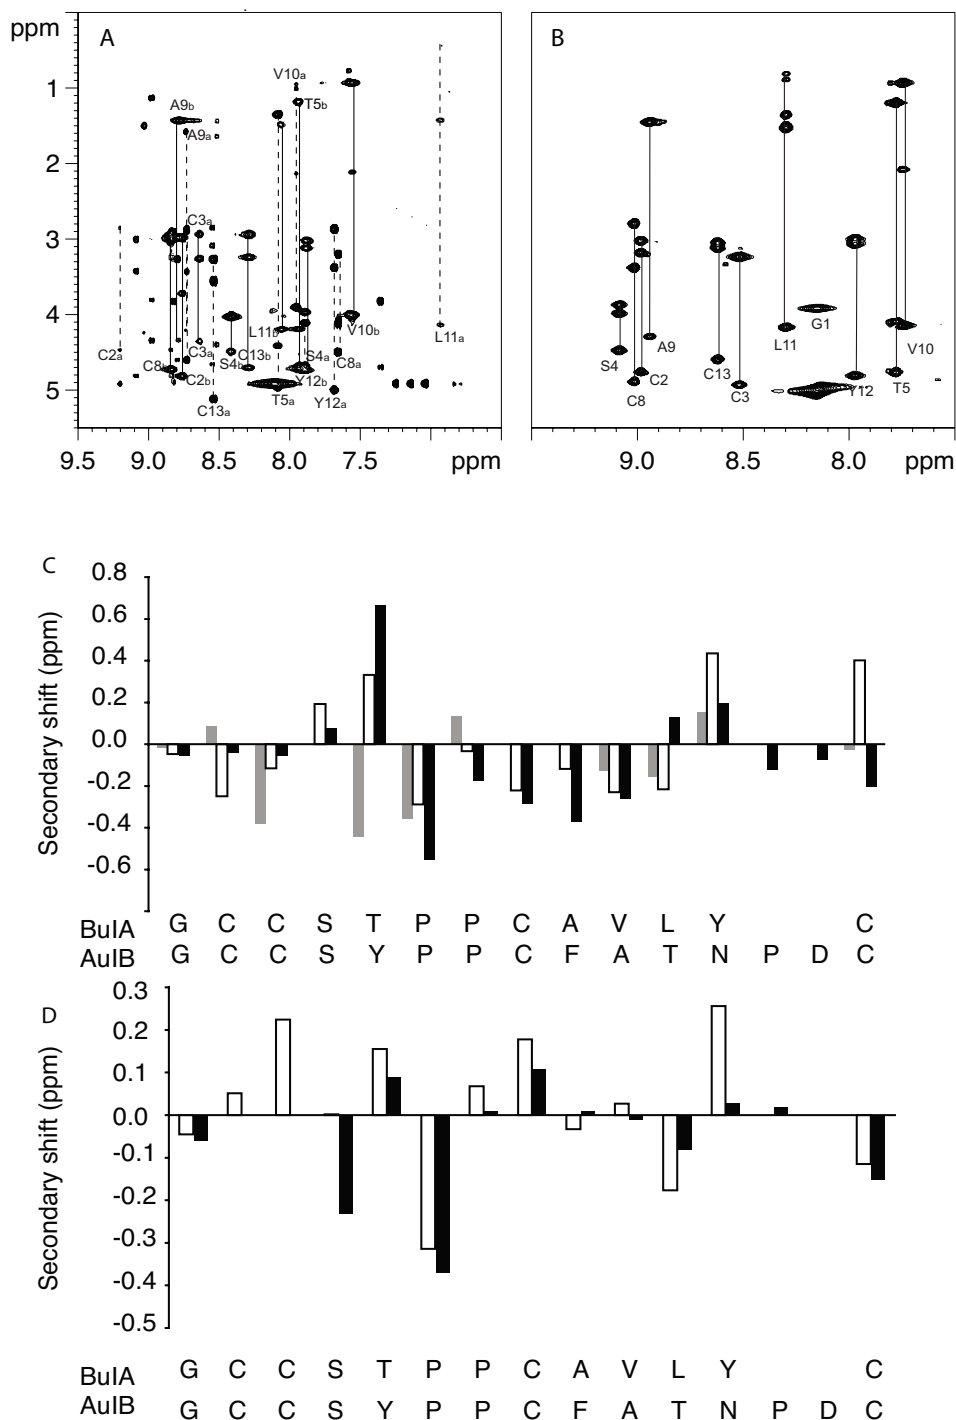 ppm
A
B
V10a
1
A9b
T5b
A9a
2
C3a
3
4
L11b
V10b
L11a
G1
C2a
C3a
C13b
S4a
S4b
C8b
C8a
C2b
Y12b
T5a
Y12a
C13a
S4
A9
L11
V10
C13
C2
C8
C3
Y12
T5
5
9.5 9.0 8.5 8.0 7.5 ppm
9.0 8.5 8.0 ppm
C
Secondary shift (ppm)
0.8
0.4
0.2
0.0
-0.2
-0.4
-0.6
BuIA G C C S T P P C A V L Y C
AuIB G C C S Y P P C F A T N P D C
D
Secondary shift (ppm)
0.3
0.2
0.1
0.0
-0.1
-0.2
-0.3
-0.4
-0.5
BuIA G C C S T P P C A V L Y C
AuIB G C C S Y P P C F A T N P D C